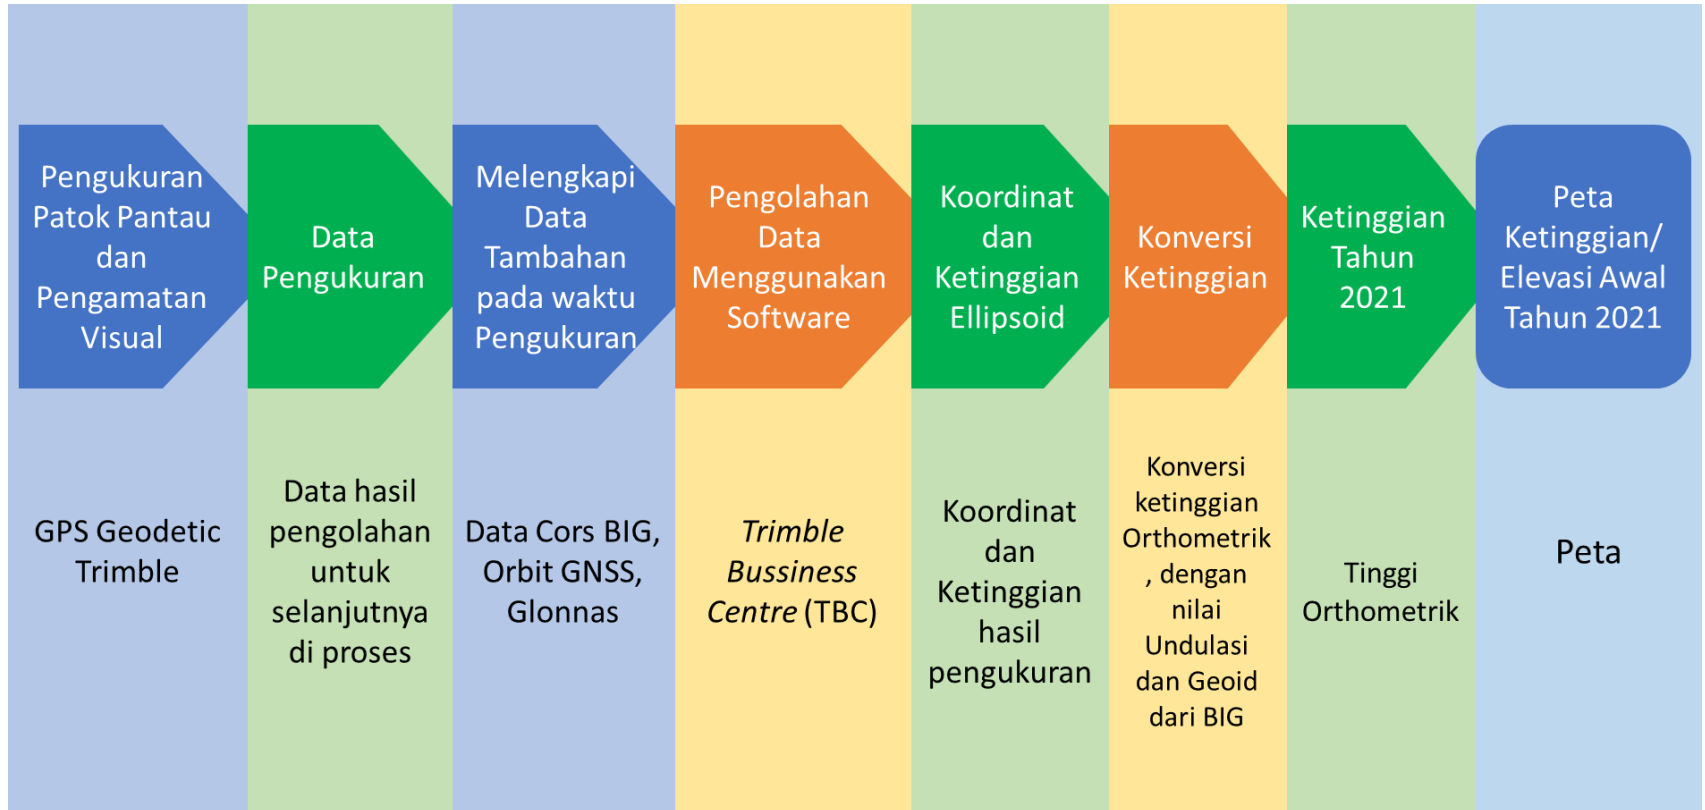 Pengukuran
Patok Pantau
dan
Pengamatan
Visual
Data
Pengukuran
Melengkapi
Data
Tambahan
pada waktu
Pengukuran
Pengolahan
Data
Menggunakan
Software
Koordinat
dan
Ketinggian
Ellipsoid
Konversi
Ketinggian
Ketinggian
Tahun
2021
Peta
Ketinggian/
Elevasi Awal
Tahun 2021
GPS Geodetic
Trimble
Data hasil
pengolahan
untuk
selanjutnya
di proses
Data Cors BIG,
Orbit GNSS,
Glonnas
Trimble
Bussiness
Centre (TBC)
Koordinat
dan
Ketinggian
hasil
pengukuran
Konversi
ketinggian
Orthometrik
, dengan
nilai
Undulasi
dan Geoid
dari BIG
Tinggi
Orthometrik
Peta